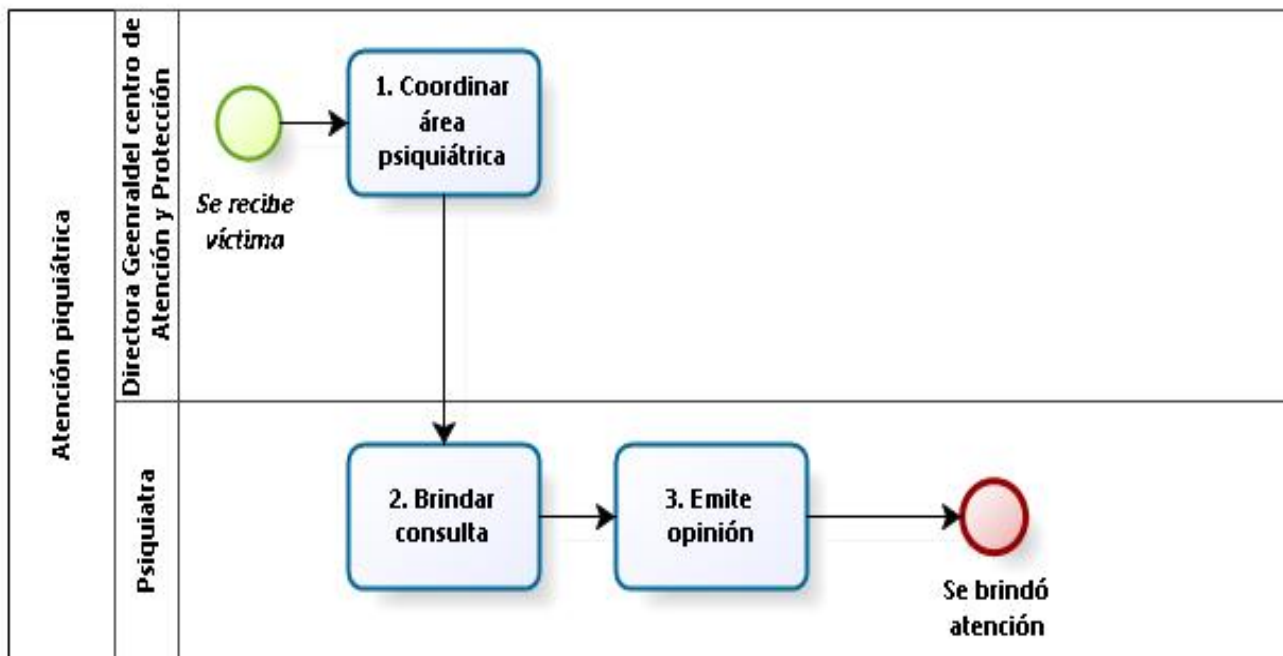 Atención piquiátrica
Directora Geenraldel centro de
Atención y Protección
Se recibe
víctima
1. Coordinar
área
psiquiátrica
Psiquiatra
2. Brindar
consulta
3. Emite
opinión
Se brindó
atención